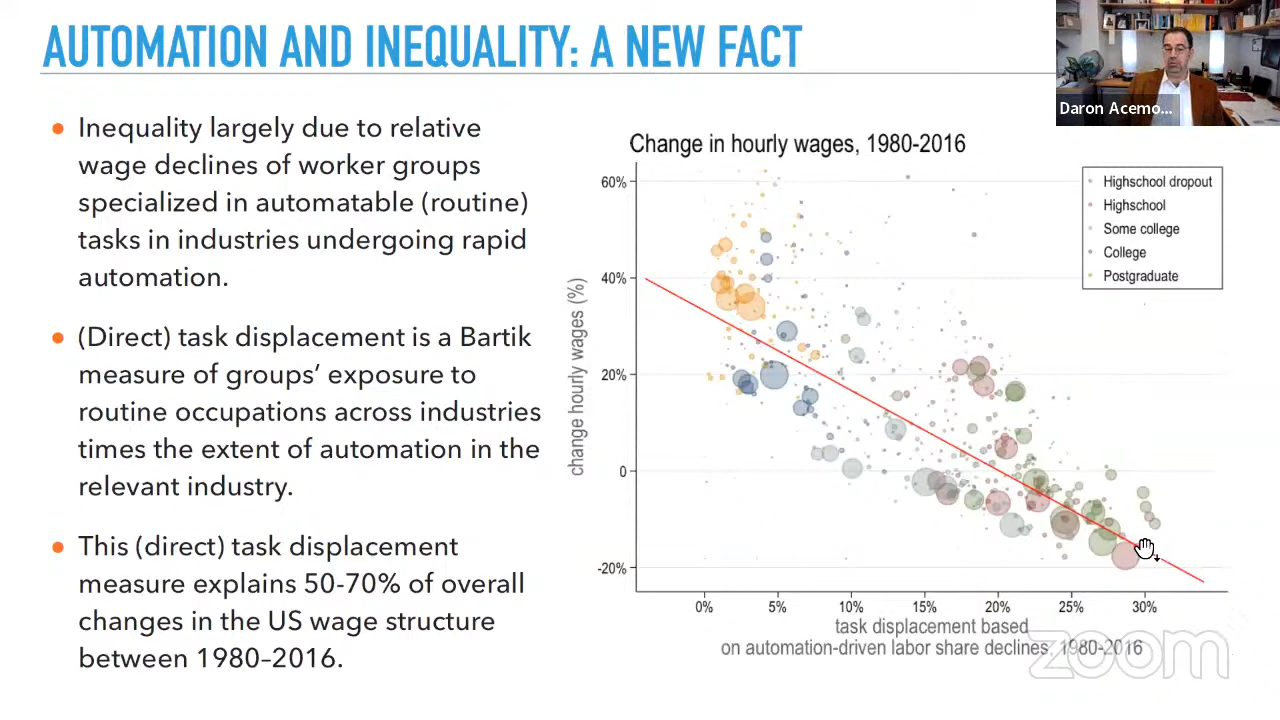 AUTOMATION AND INEQUALITY: A NEW FACT
Daron Acemo...
Inequality largely due to relative
wage declines of worker groups
specialized in automatable (routine)
tasks in industries undergoing rapid
automation.
(Direct) task displacement is a Bartik
measure of groups' exposure to
routine occupations across industries
times the extent of automation in the
relevant industry.
This (direct) task displacement
measure explains 50-70% of overall
changes in the US wage structure
between 1980–2016.
Change in hourly wages, 1980-2016
Highschool dropout
Highschool
Some college
College
Postgraduate
change hourly wages (%)
60%
40%
20%
0
-20%
0%
5%
10%
15%
20%
25%
30%
task displacement based
on automation-driven labor share declines, 1980-2016
zoom